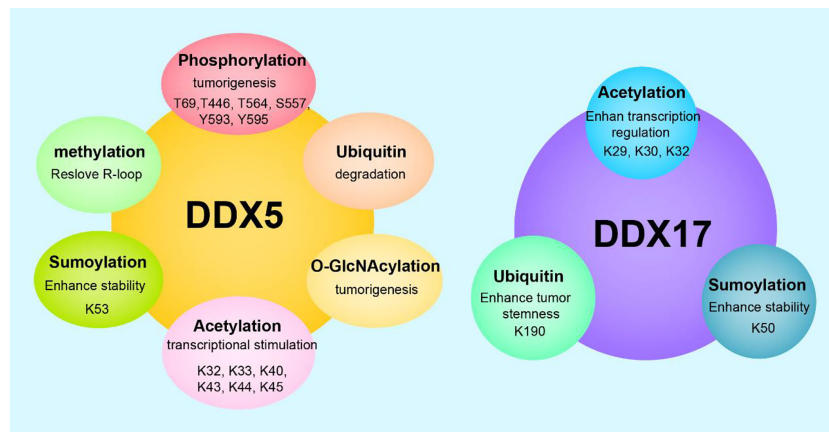 Phosphorylation
tumorigenesis
T69,T446, T564, S557,
Y593, Y595
methylation
Reslove R-loop
Ubiquitin
degradation
DDX5
Sumoylation
Enhance stability
K53
O-GlcNAcylation
tumorigenesis
Acetylation
transcriptional stimulation
K32, K33, K40,
K43, K44, K45
Acetylation
Enhan transcription
regulation
K29, K30, K32
DDX17
Ubiquitin
Enhance tumor
stemness
K190
Sumoylation
Enhance stability
K50